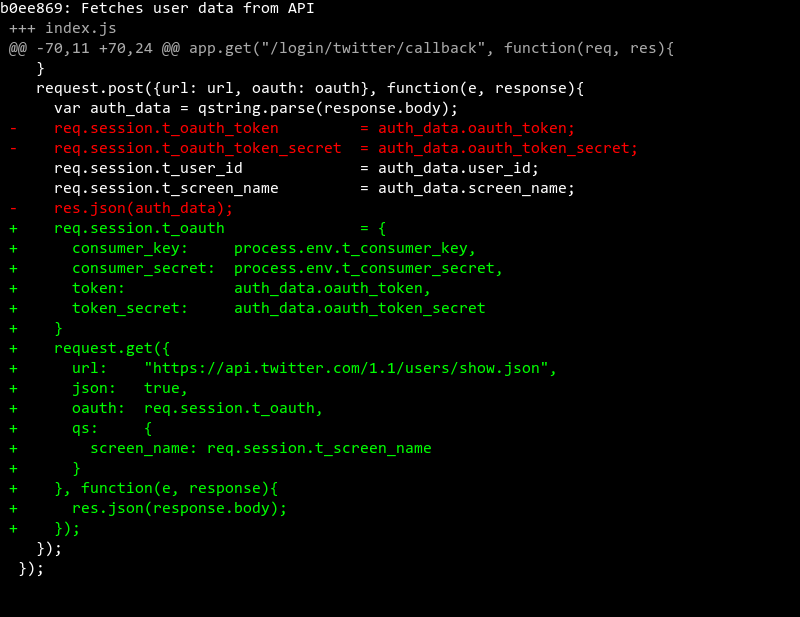 b0ee869: Fetches user data from API
 +++ index.js
 @@ -70,11 +70,24 @@ app.get("/login/twitter/callback", function(req, res){
    }
    request.post({url: url, oauth: oauth}, function(e, response){
      var auth_data = qstring.parse(response.body);
 -    req.session.t_oauth_token         = auth_data.oauth_token;
 -    req.session.t_oauth_token_secret  = auth_data.oauth_token_secret;
      req.session.t_user_id             = auth_data.user_id;
      req.session.t_screen_name         = auth_data.screen_name;
 -    res.json(auth_data);
 +    req.session.t_oauth               = {
 +      consumer_key:     process.env.t_consumer_key,
 +      consumer_secret:  process.env.t_consumer_secret,
 +      token:            auth_data.oauth_token,
 +      token_secret:     auth_data.oauth_token_secret
 +    }
 +    request.get({
 +      url:    "https://api.twitter.com/1.1/users/show.json",
 +      json:   true,
 +      oauth:  req.session.t_oauth,
 +      qs:     {
 +        screen_name: req.session.t_screen_name
 +      }
 +    }, function(e, response){
 +      res.json(response.body);
 +    });
    });
  });